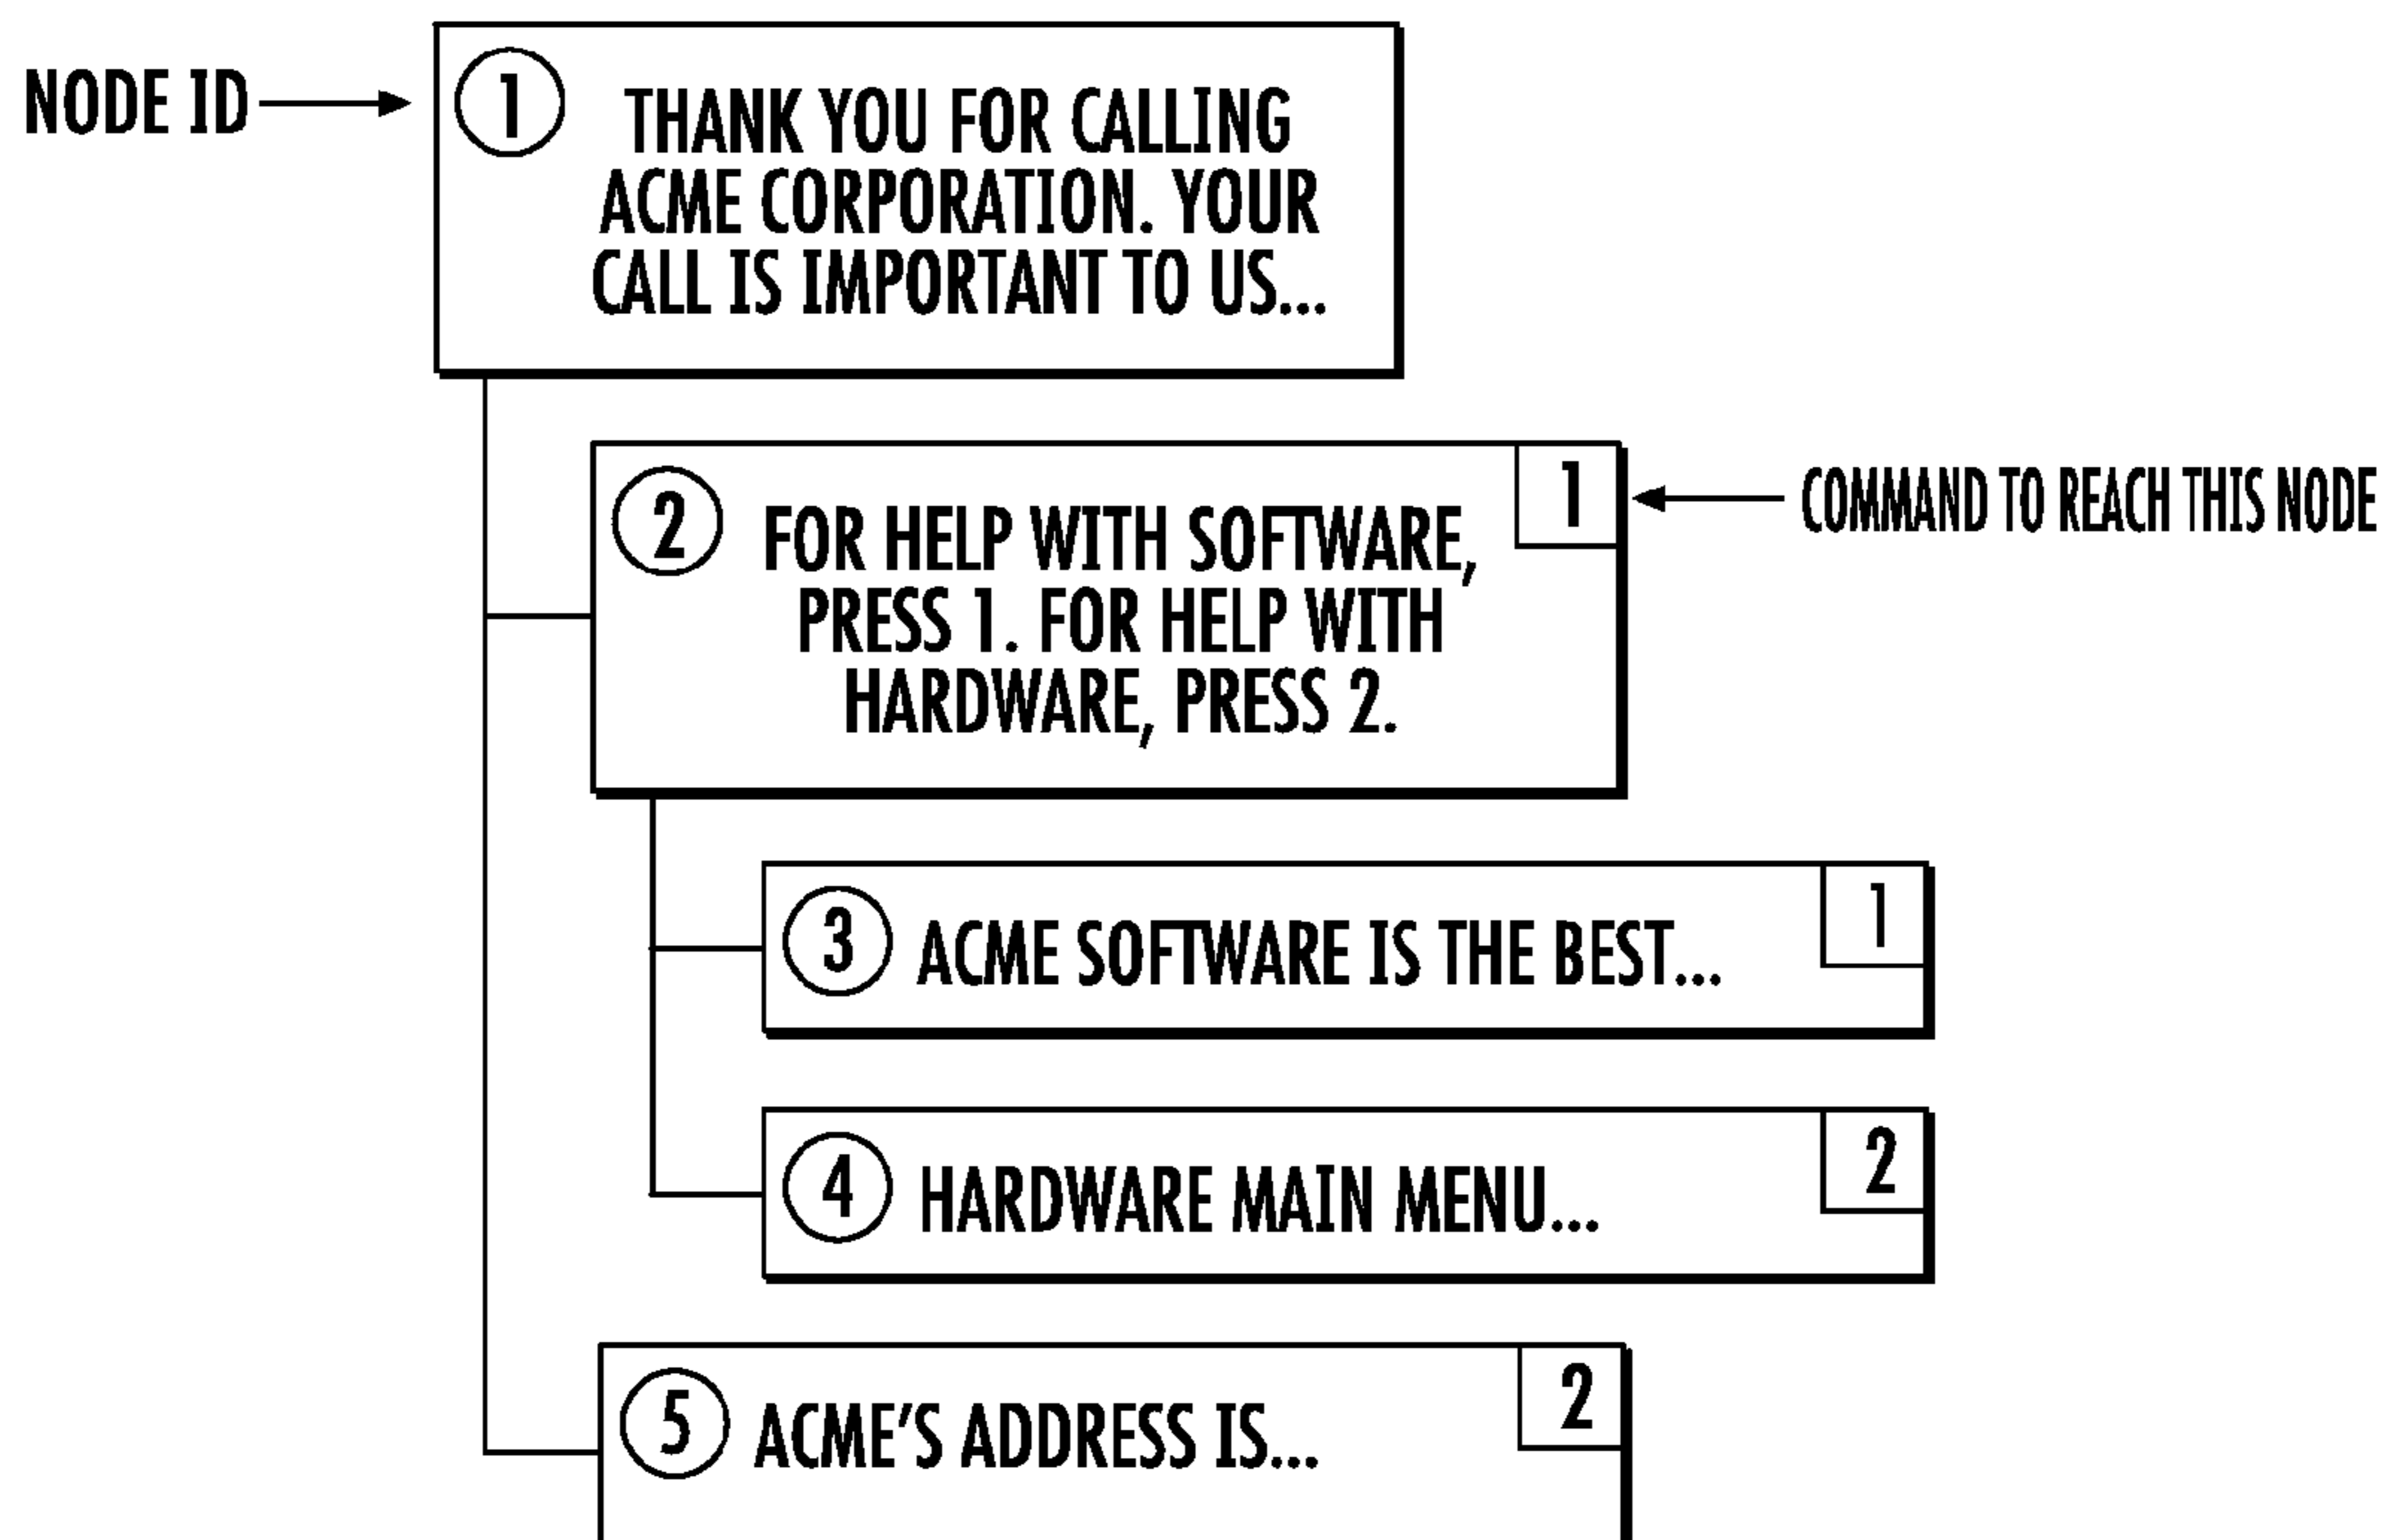 NODE ID
1
THANK YOU FOR CALLING
ACME CORPORATION. YOUR
CALL IS IMPORTANT TO US...
2
FOR HELP WITH SOFTWARE,
PRESS 1. FOR HELP WITH
HARDWARE, PRESS 2.
1
COMMAND TO REACH THIS NODE
3
ACME SOFTWARE IS THE BEST...
1
4
HARDWARE MAIN MENU...
2
5
ACME'S ADDRESS IS...
2